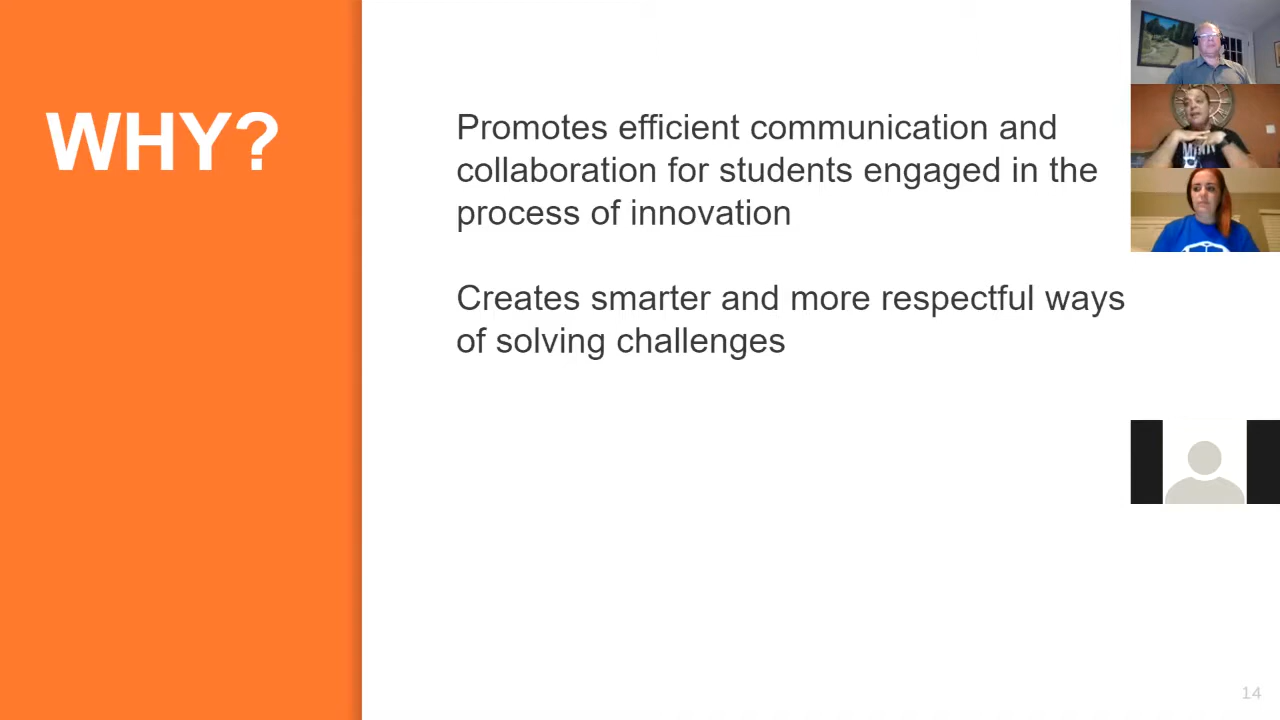 WHY?
Promotes efficient communication and
collaboration for students engaged in the
process of innovation
Creates smarter and more respectful ways
of solving challenges
14